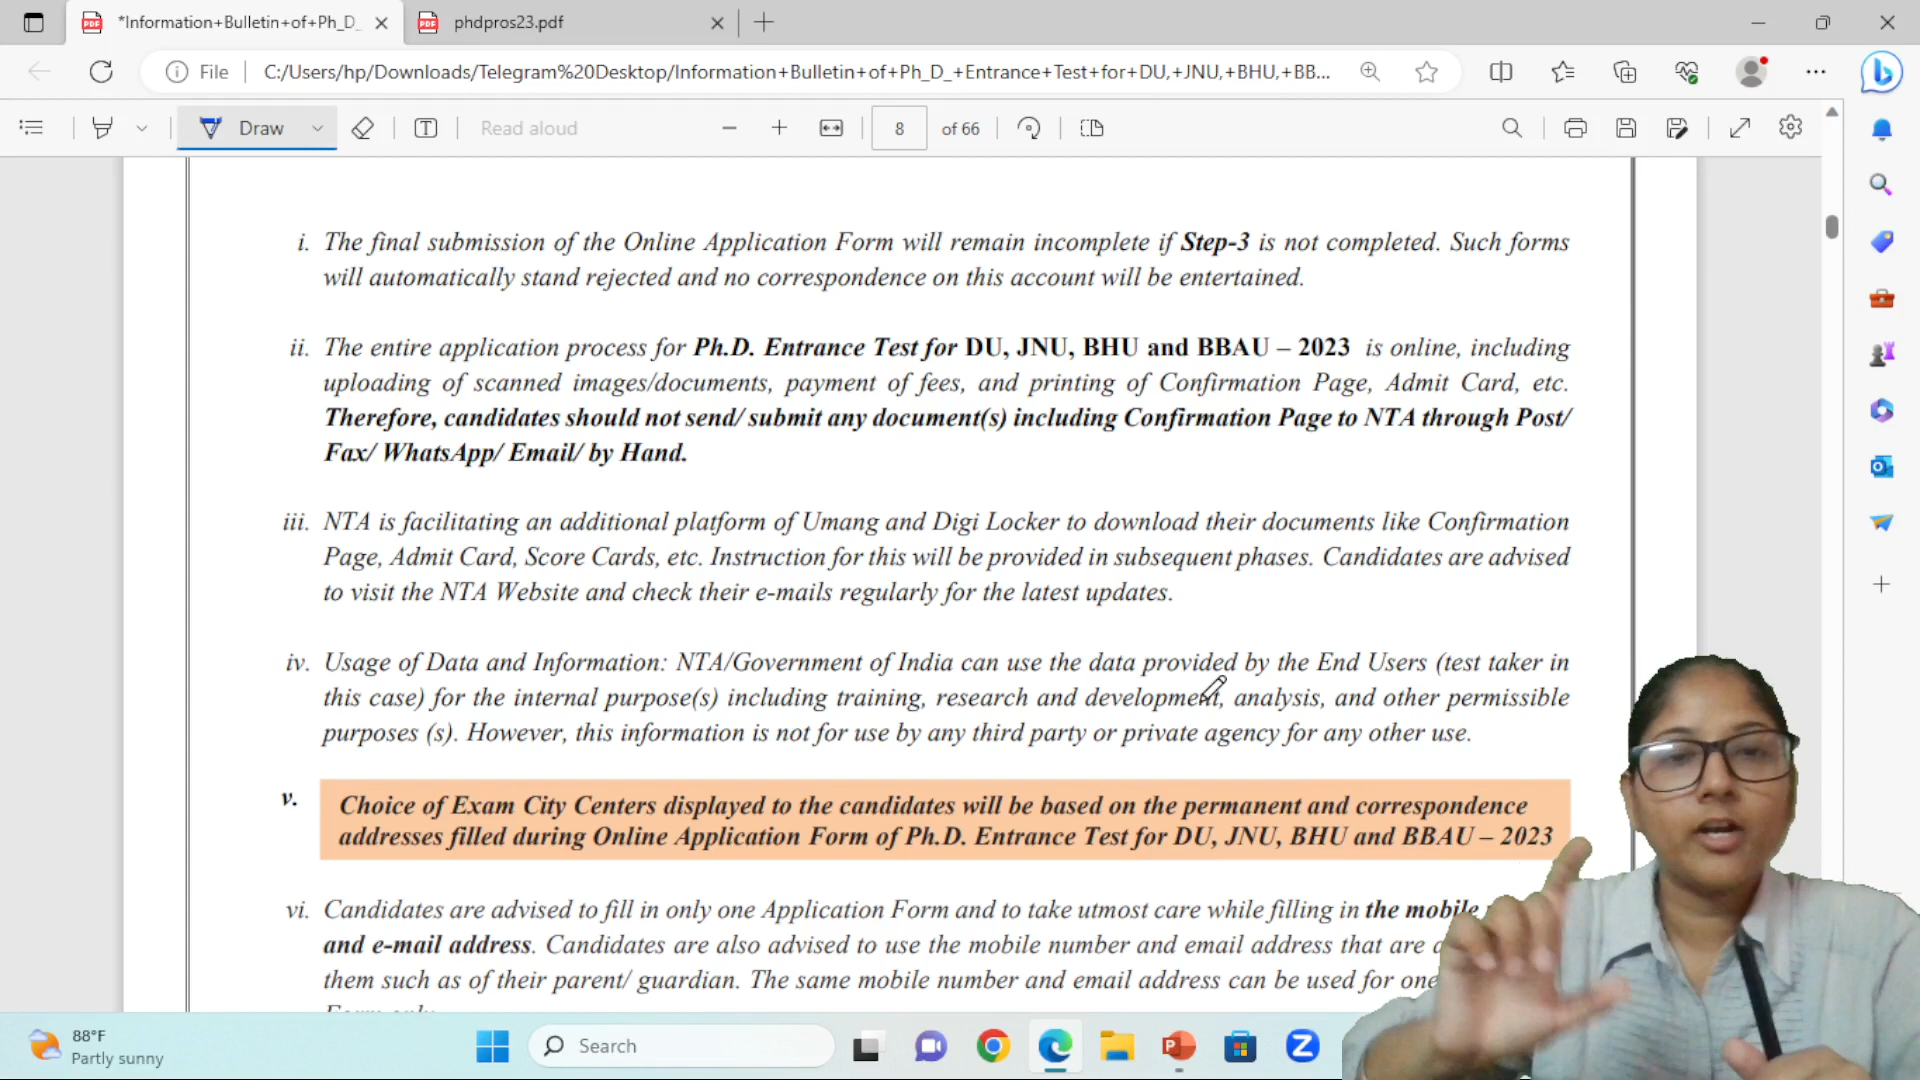 *Information+Bulletin+of+Ph_D_
phdpros23.pdf
File
C:/Users/hp/Downloads/Telegram%20Desktop/Information+Bulletin+of+Ph_D_+Entrance+Test+for+DU,+JNU,+BHU,+BB...
Draw
Read aloud
8 of 66
i. The final submission of the Online Application Form will remain incomplete if Step-3 is not completed. Such forms
will automatically stand rejected and no correspondence on this account will be entertained.
ii. The entire application process for Ph.D. Entrance Test for DU, JNU, BHU and BBAU – 2023 is online, including
uploading of scanned images/documents, payment of fees, and printing of Confirmation Page, Admit Card, etc.
Therefore, candidates should not send/ submit any document(s) including Confirmation Page to NTA through Post/
Fax/ WhatsApp/ Email/ by Hand.
iii. NTA is facilitating an additional platform of Umang and Digi Locker to download their documents like Confirmation
Page, Admit Card, Score Cards, etc. Instruction for this will be provided in subsequent phases. Candidates are advised
to visit the NTA Website and check their e-mails regularly for the latest updates.
iv. Usage of Data and Information: NTA/Government of India can use the data provided by the End Users (test taker in
this case) for the internal purpose(s) including training, research and development, analysis, and other permissible
purposes (s). However, this information is not for use by any third party or private agency for any other use.
v. Choice of Exam City Centers displayed to the candidates will be based on the permanent and correspondence
addresses filled during Online Application Form of Ph.D. Entrance Test for DU, JNU, BHU and BBAU – 2023
vi. Candidates are advised to fill in only one Application Form and to take utmost care while filling in the mobile
and e-mail address. Candidates are also advised to use the mobile number and email address that are
them such as of their parent/ guardian. The same mobile number and email address can be used for one
88°F
Partly sunny
Search